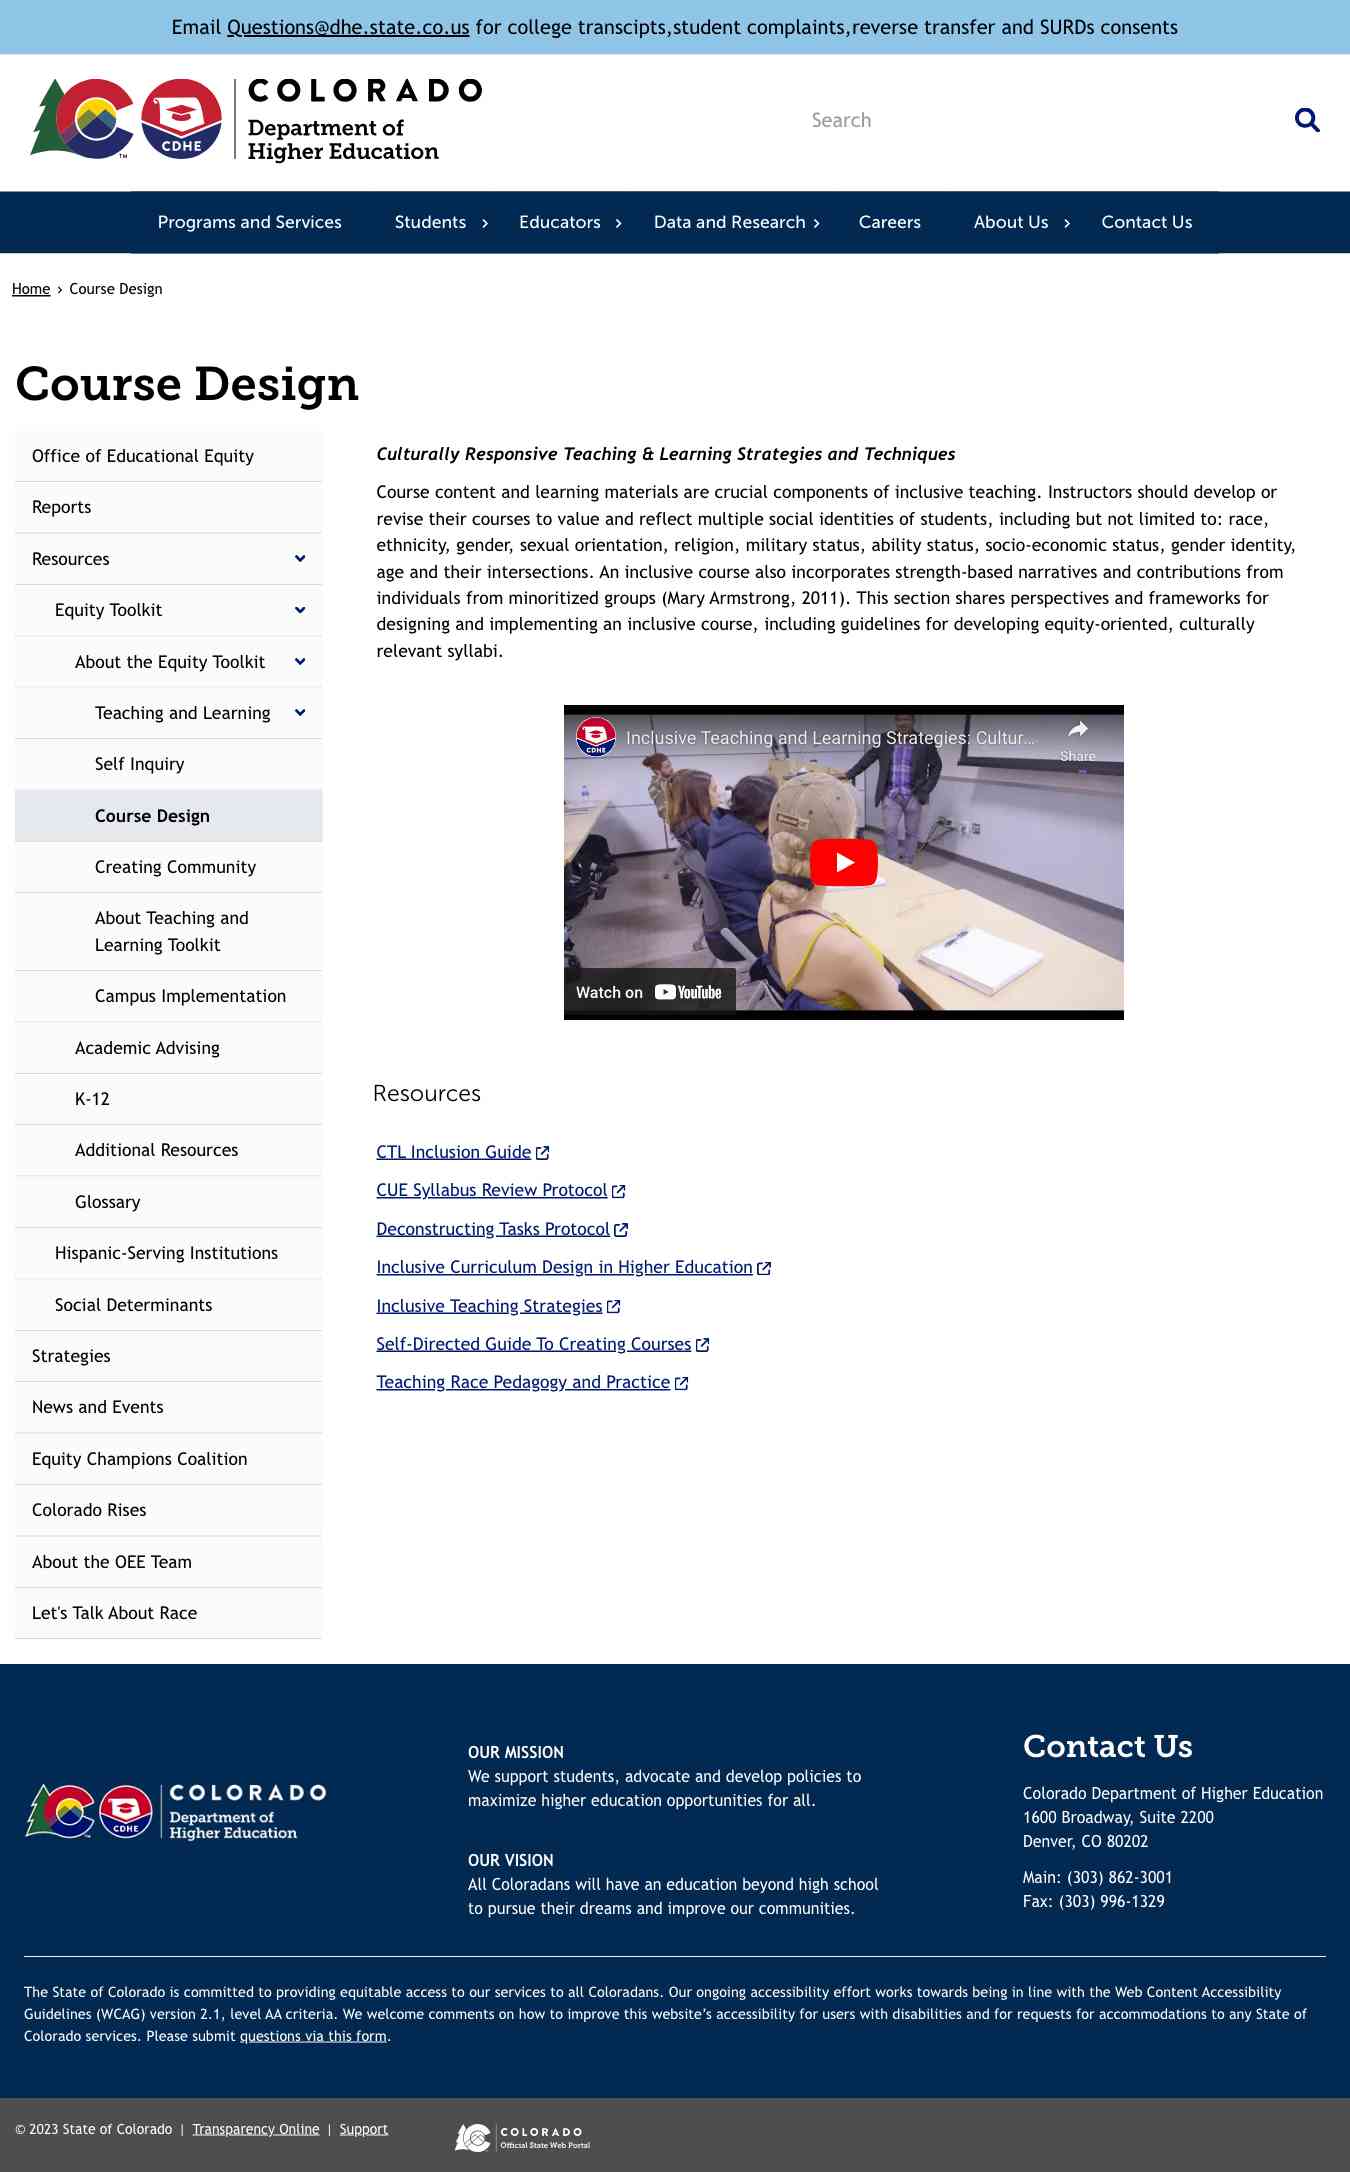 Email Questions@dhe.state.co.us for college transcipts,student complaints,reverse transfer and SURDs consents
COLORADO
Department of
Higher Education
CDHE
TM
Search
Programs and Services Students Educators Data and Research Careers About Us Contact Us
Home › Course Design
Course Design
Office of Educational Equity
Reports
Resources
Equity Toolkit
About the Equity Toolkit
Teaching and Learning
Self Inquiry
Course Design
Creating Community
About Teaching and
Learning Toolkit
Campus Implementation
Academic Advising
K-12
Additional Resources
Glossary
Hispanic-Serving Institutions
Social Determinants
Strategies
News and Events
Equity Champions Coalition
Colorado Rises
About the OEE Team
Let's Talk About Race
Culturally Responsive Teaching & Learning Strategies and Techniques
Course content and learning materials are crucial components of inclusive teaching. Instructors should develop or
revise their courses to value and reflect multiple social identities of students, including but not limited to: race,
ethnicity, gender, sexual orientation, religion, military status, ability status, socio-economic status, gender identity,
age and their intersections. An inclusive course also incorporates strength-based narratives and contributions from
individuals from minoritized groups (Mary Armstrong, 2011). This section shares perspectives and frameworks for
designing and implementing an inclusive course, including guidelines for developing equity-oriented, culturally
relevant syllabi.
CDHE
Inclusive Teaching and Learning Strategies: Cultur...
Share
Watch on YouTube
Resources
CTL Inclusion Guide
CUE Syllabus Review Protocol
Deconstructing Tasks Protocol
Inclusive Curriculum Design in Higher Education
Inclusive Teaching Strategies
Self-Directed Guide To Creating Courses
Teaching Race Pedagogy and Practice
COLORADO
Department of
Higher Education
CDHE
OUR MISSION
We support students, advocate and develop policies to
maximize higher education opportunities for all.
OUR VISION
All Coloradans will have an education beyond high school
to pursue their dreams and improve our communities.
Contact Us
Colorado Department of Higher Education
1600 Broadway, Suite 2200
Denver, CO 80202
Main: (303) 862-3001
Fax: (303) 996-1329
The State of Colorado is committed to providing equitable access to our services to all Coloradans. Our ongoing accessibility effort works towards being in line with the Web Content Accessibility
Guidelines (WCAG) version 2.1, level AA criteria. We welcome comments on how to improve this website’s accessibility for users with disabilities and for requests for accommodations to any State of
Colorado services. Please submit questions via this form.
© 2023 State of Colorado | Transparency Online | Support
COLORADO
Official State Web Portal